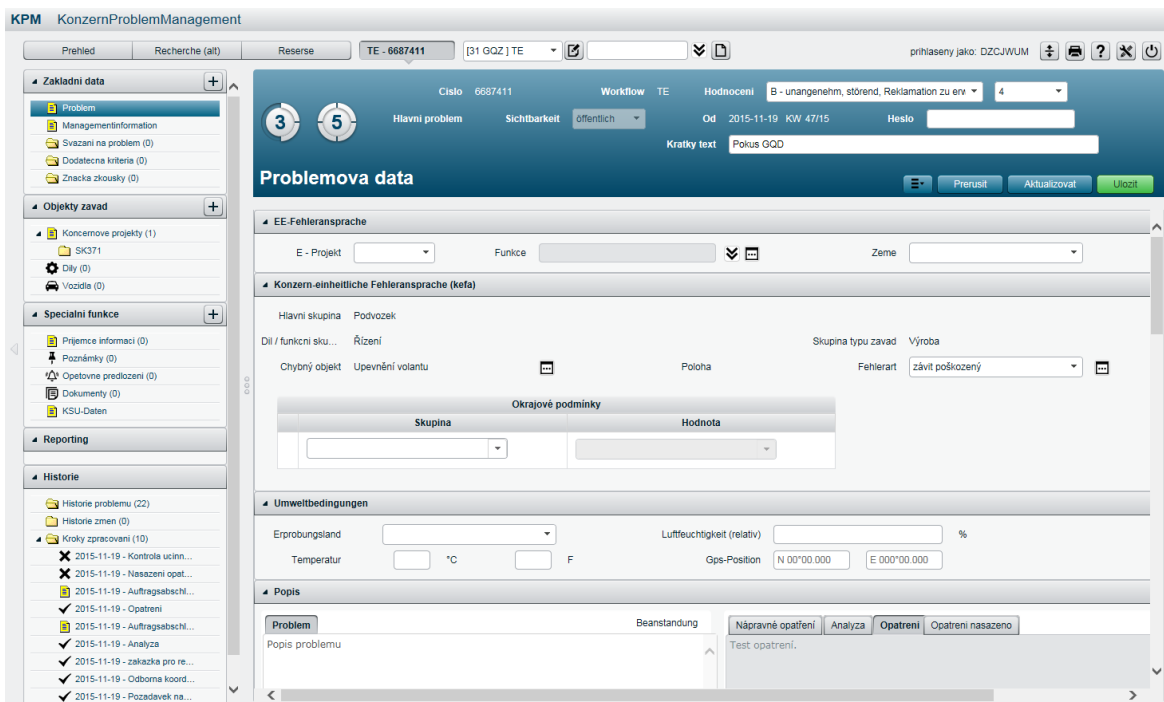 KPM KonzernProblemManagement
Prehled Recherche (alt) Reserse TE - 6687411 [31 GQZ ] TE prihlaseny jako: DZCJWUM ?
Zakladni data +
Problem
Managementinformation
Svazani na problem (0)
Dodatecna kriteria (0)
Znacka zkousky (0)
Objekty zavad +
Koncernove projekty (1)
SK371
Dily (0)
Vozidla (0)
Specialni funkce +
Prijemce informaci (0)
Poznámky (0)
Opetovne predlozeni (0)
Dokumenty (0)
KSU-Daten
Reporting
Historie
Historie problemu (22)
Historie zmen (0)
Kroky zpracovani (10)
2015-11-19 - Kontrola ucinn...
2015-11-19 - Nasazeni opat...
2015-11-19 - Auftragsabschl...
2015-11-19 - Opatreni
2015-11-19 - Auftragsabschl...
2015-11-19 - Analyza
2015-11-19 - zakazka pro re...
2015-11-19 - Odborna koord...
2015-11-19 - Pozadavek na...
3 5
Cislo 6687411 Workflow TE Hodnoceni B - unangenehm, störend, Reklamation zu erv 4
Hlavni problem Sichtbarkeit öffentlich Od 2015-11-19 KW 47/15 Heslo
Kratky text Pokus GQD
Problemova data Prerusit Aktualizovat Ulozit
EE-Fehleransprache
E - Projekt Funkce Zeme
Konzern-einheitliche Fehleransprache (kefa)
Hlavni skupina Podvozek
Dil / funkcni sku... Řízení Skupina typu zavad Výroba
Chybný objekt Upevnění volantu Poloha Fehlerart závit poškozený
Okrajové podmínky
Skupina Hodnota
Umweltbedingungen
Erprobungsland Luftfeuchtigkeit (relativ) %
Temperatur °C F Gps-Position N 00°00.000 E 000°00.000
Popis
Problem Beanstandung Nápravné opatření Analyza Opatreni Opatreni nasazeno
Popis problemu Test opatrení.